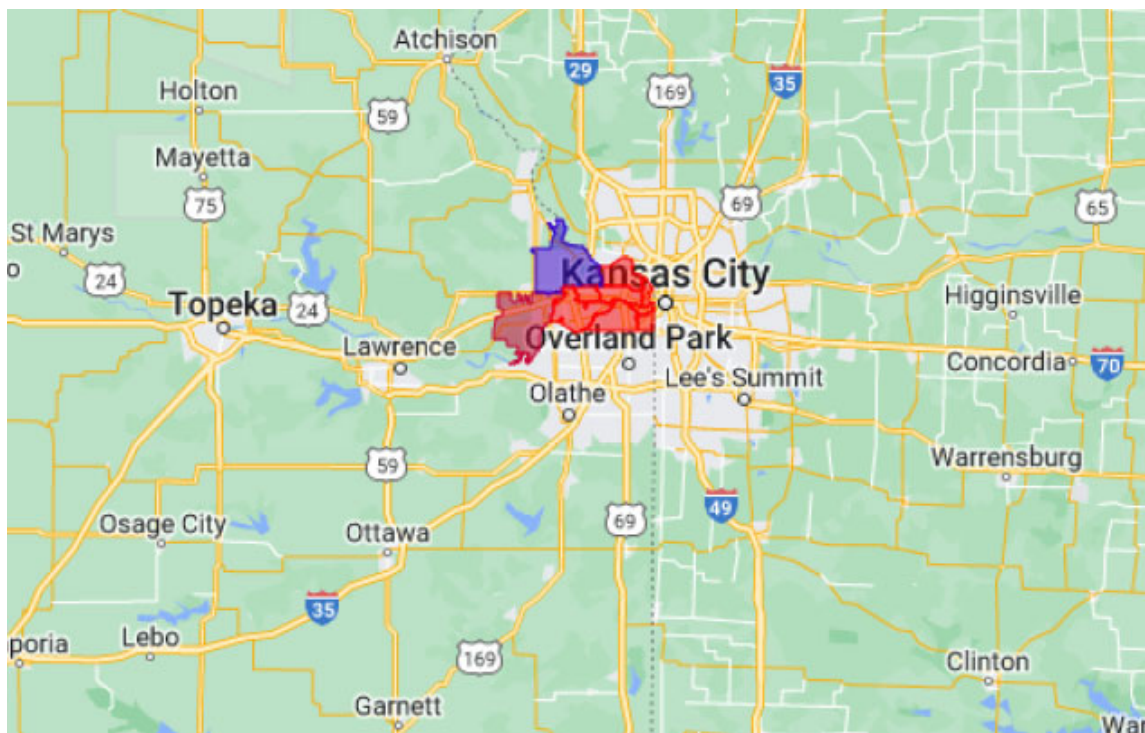 Atchison
29
35
169
Holton
59
Mayetta
75
69
65
St Marys
o
24
Kansas City
Topeka
24
Higginsville
Overland Park
Lawrence
Lee's Summit
Concordia
70
Olathe
59
Warrensburg
49
69
Osage City
Ottawa
35
Lebo
169
poria
Clinton
Garnett
War